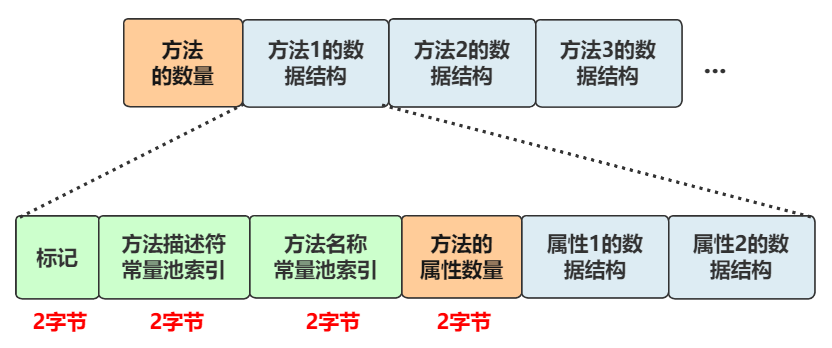 方法
的数量
方法1的数
据结构
方法2的数
据结构
方法3的数
据结构
...
标记
方法描述符
常量池索引
方法名称
常量池索引
方法的
属性数量
属性1的数
据结构
属性2的数
据结构
2字节
2字节
2字节
2字节